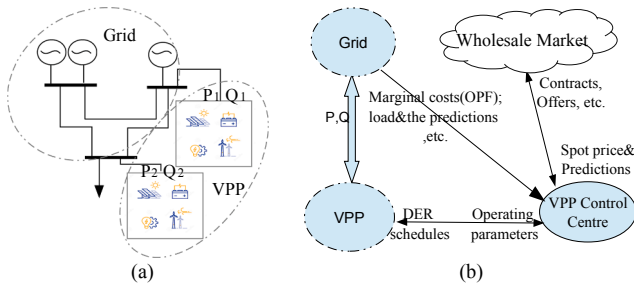 Grid
P1 Q1
P2 Q2
VPP
(a)
Grid
P,Q
VPP
Marginal costs(OPF);
load&the predictions
,etc.
Wholesale Market
Contracts,
Offers, etc.
Spot price&
Predictions
VPP Control
Centre
DER
schedules
Operating
parameters
(b)